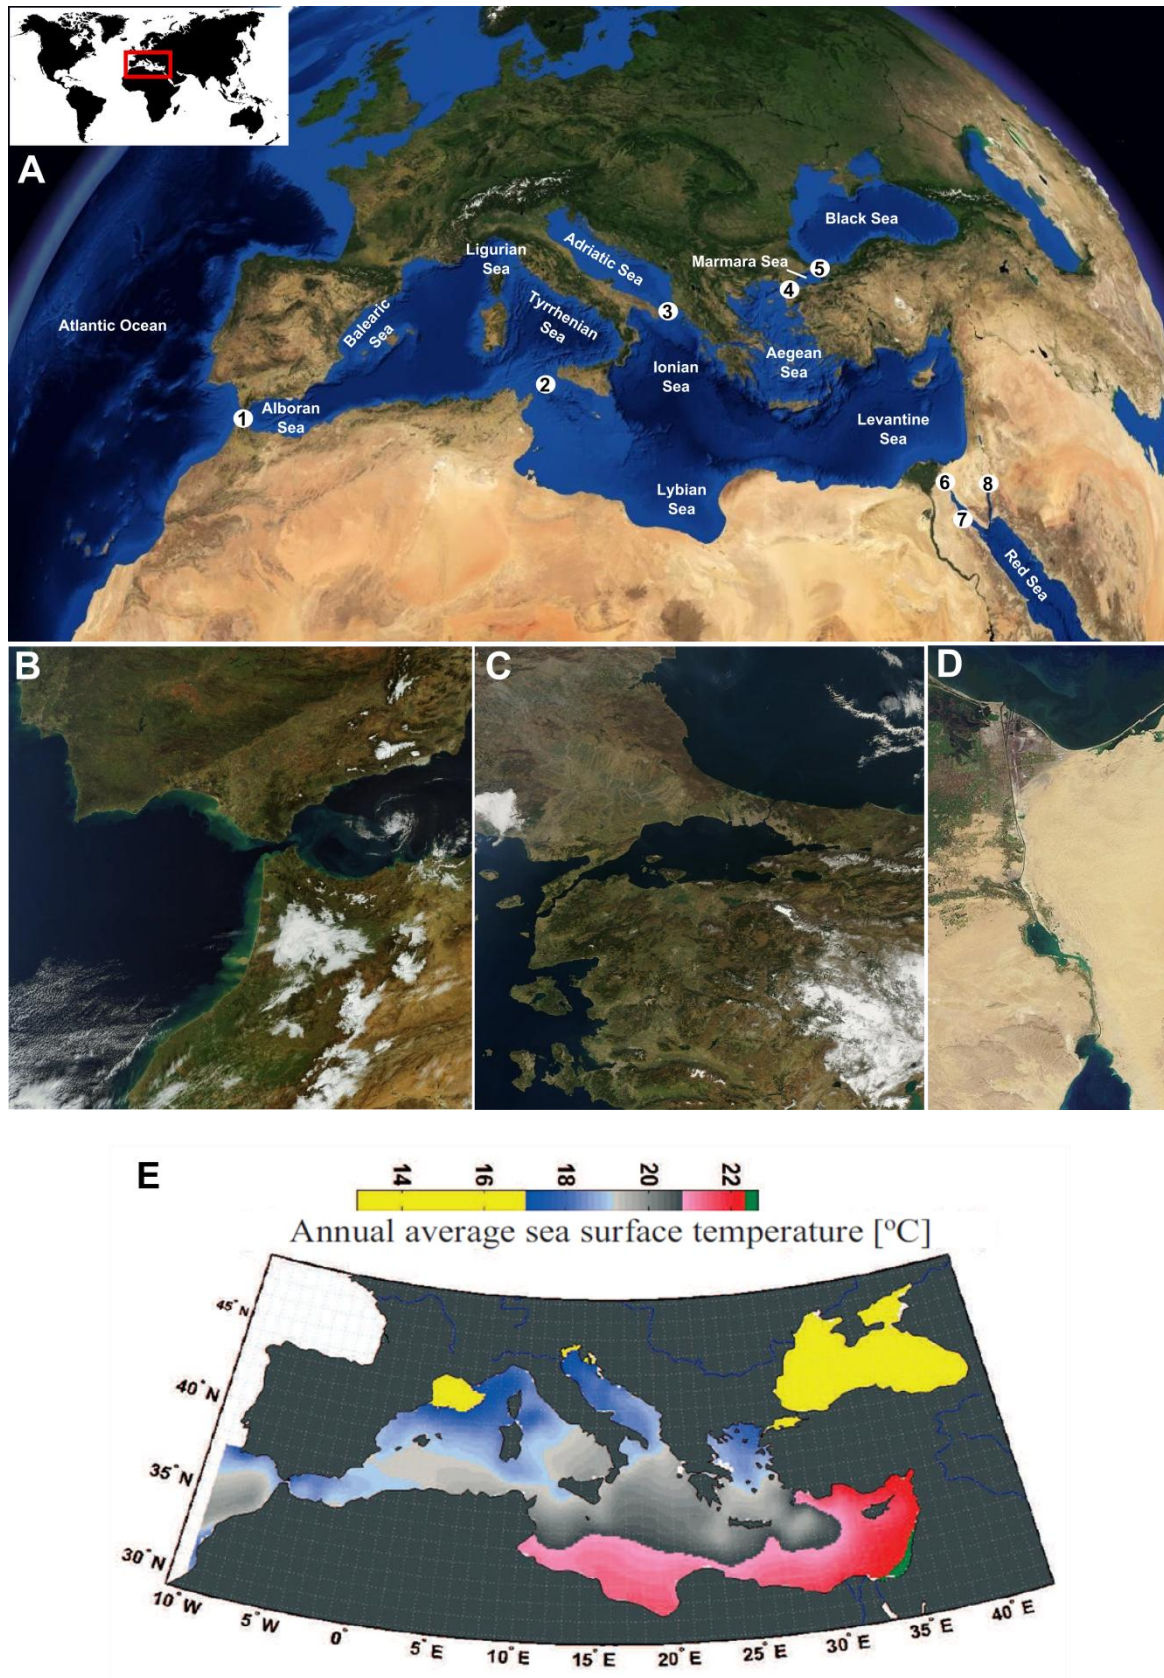 A
Ligurian
Sea
Adriatic Sea
Black Sea
Marmara Sea
5
4
Atlantic Ocean
Balearic
Sea
Tyrrhenian
Sea
3
Ionian
Sea
Aegean
Sea
2
1
Alboran
Sea
Levantine
Sea
Lybian
Sea
6
8
7
Red Sea
B
C
D
E
14
16
18
20
22
Annual average sea surface temperature [ºC]
45° N
40° N
35° N
30° N
10° W
5° W
0°
5° E
10° E
15° E
20° E
25° E
30° E
35° E
40° E